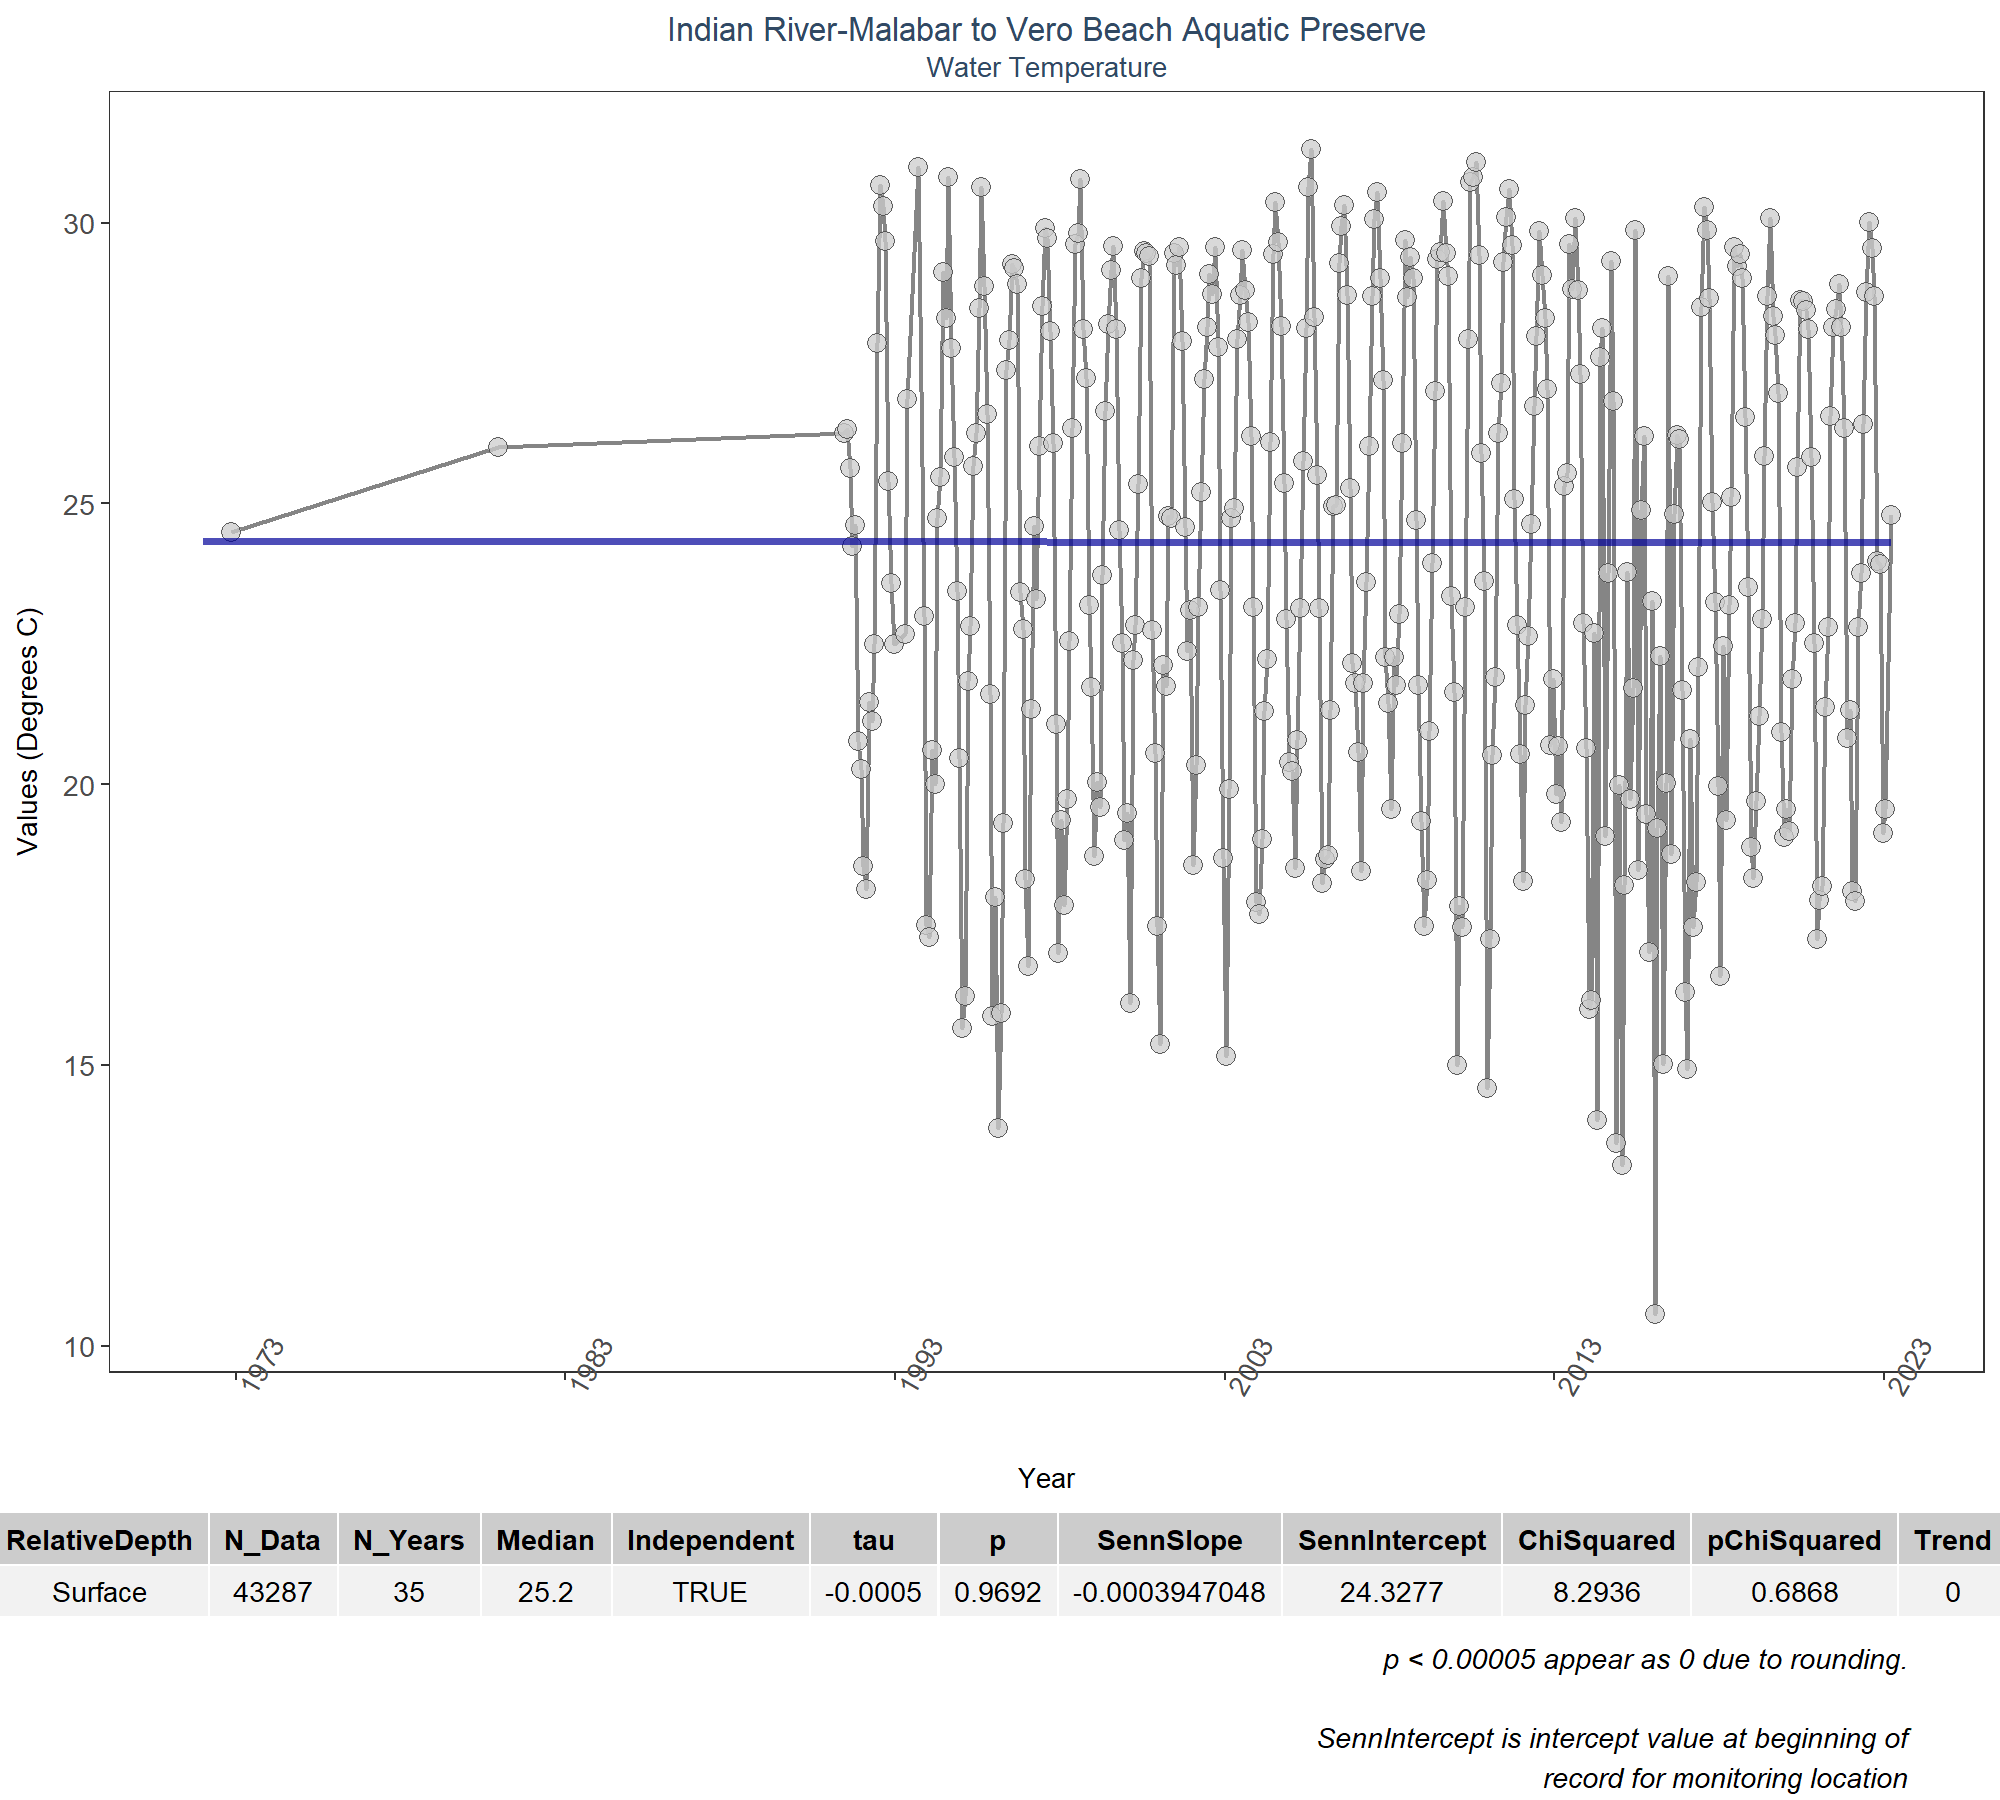 Indian River-Malabar to Vero Beach Aquatic Preserve
Water Temperature
Values (Degrees C)
30
25
20
15
10
1973
1983
1993
2003
2013
2023
Year
RelativeDepth N_Data N_Years Median Independent tau p SennSlope SennIntercept ChiSquared pChiSquared Trend
Surface 43287 35 25.2 TRUE -0.0005 0.9692 -0.0003947048 24.3277 8.2936 0.6868 0
p < 0.00005 appear as 0 due to rounding.
SennIntercept is intercept value at beginning of
record for monitoring location